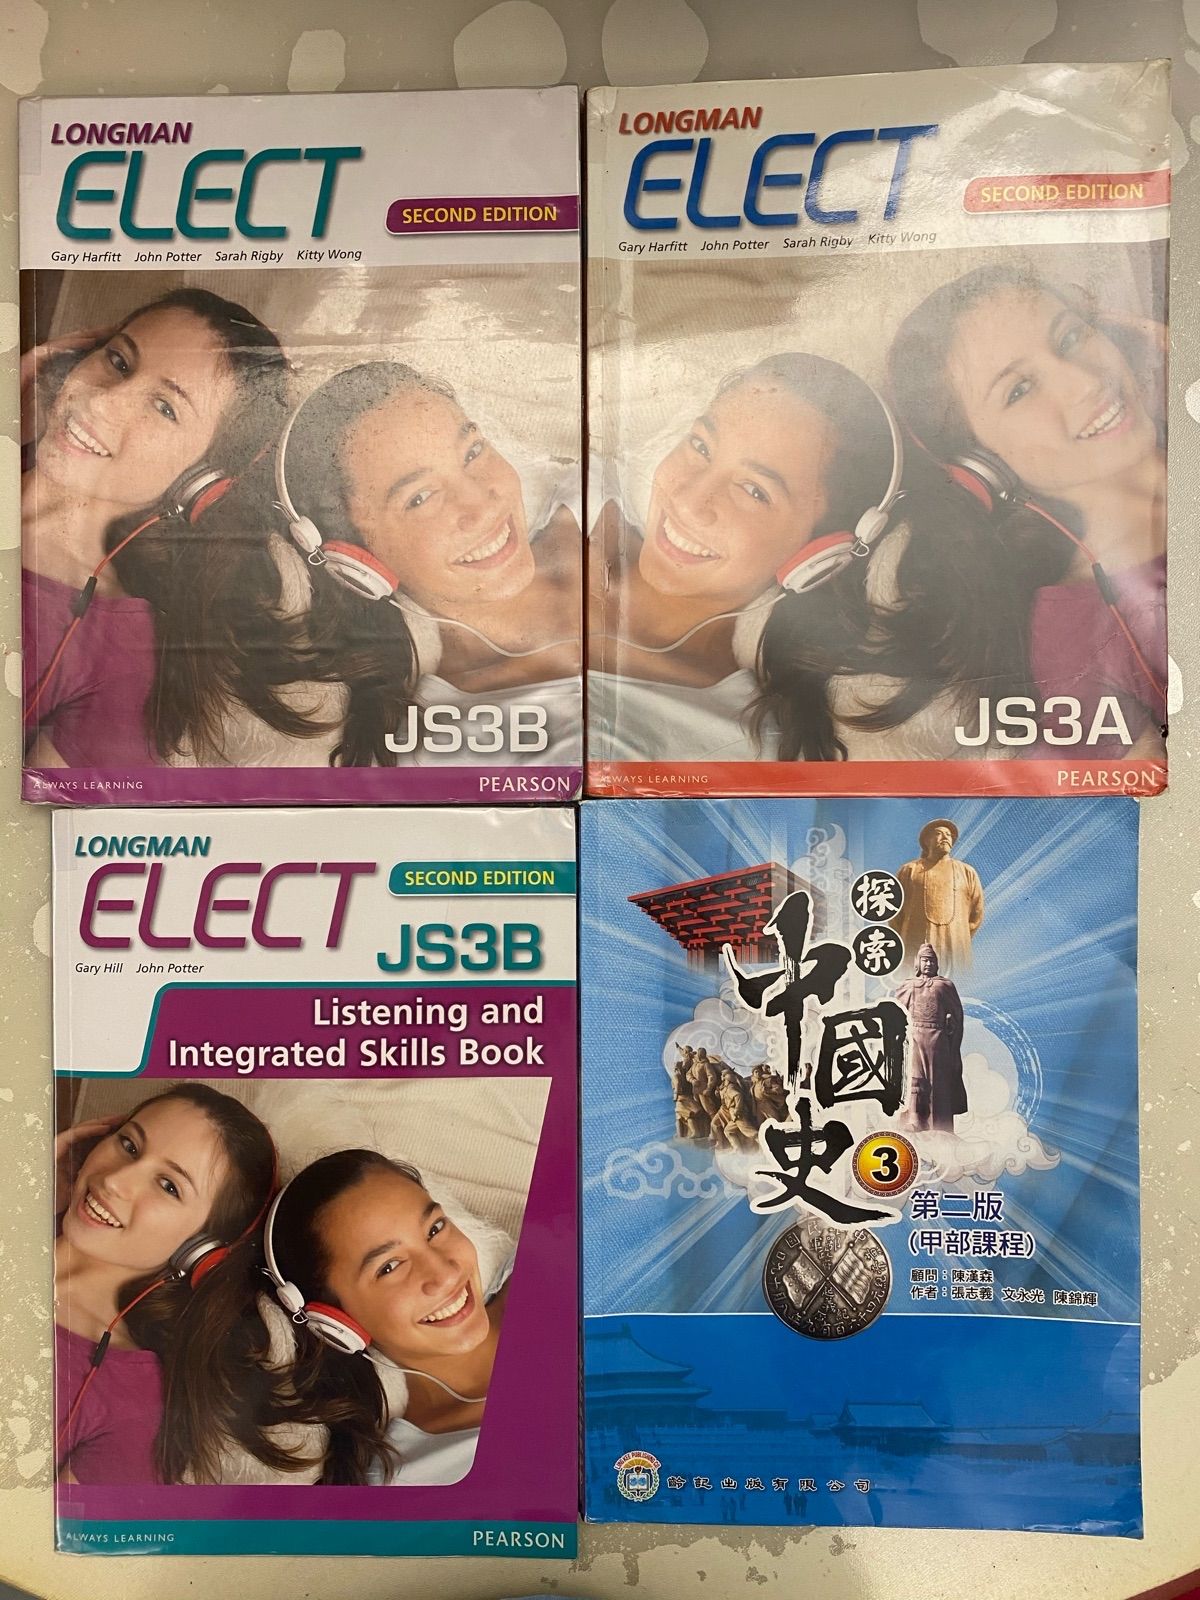 LONGMAN
ELECT
SECOND EDITION
Gary Harfitt John Potter Sarah Rigby Kitty Wong
JS3B
ALWAYS LEARNING
PEARSON
LONGMAN
ELECT
SECOND EDITION
Gary Harfitt John Potter Sarah Rigby Kitty Wong
JS3A
ALWAYS LEARNING
PEARSON
LONGMAN
ELECT
SECOND EDITION
JS3B
Gary Hill John Potter
Listening and
Integrated Skills Book
ALWAYS LEARNING
PEARSON
探索
中國史
3
第二版
(甲部課程)
顧問：陳漢森
作者：張志義 文永光 陳錦輝
齡記出版有限公司